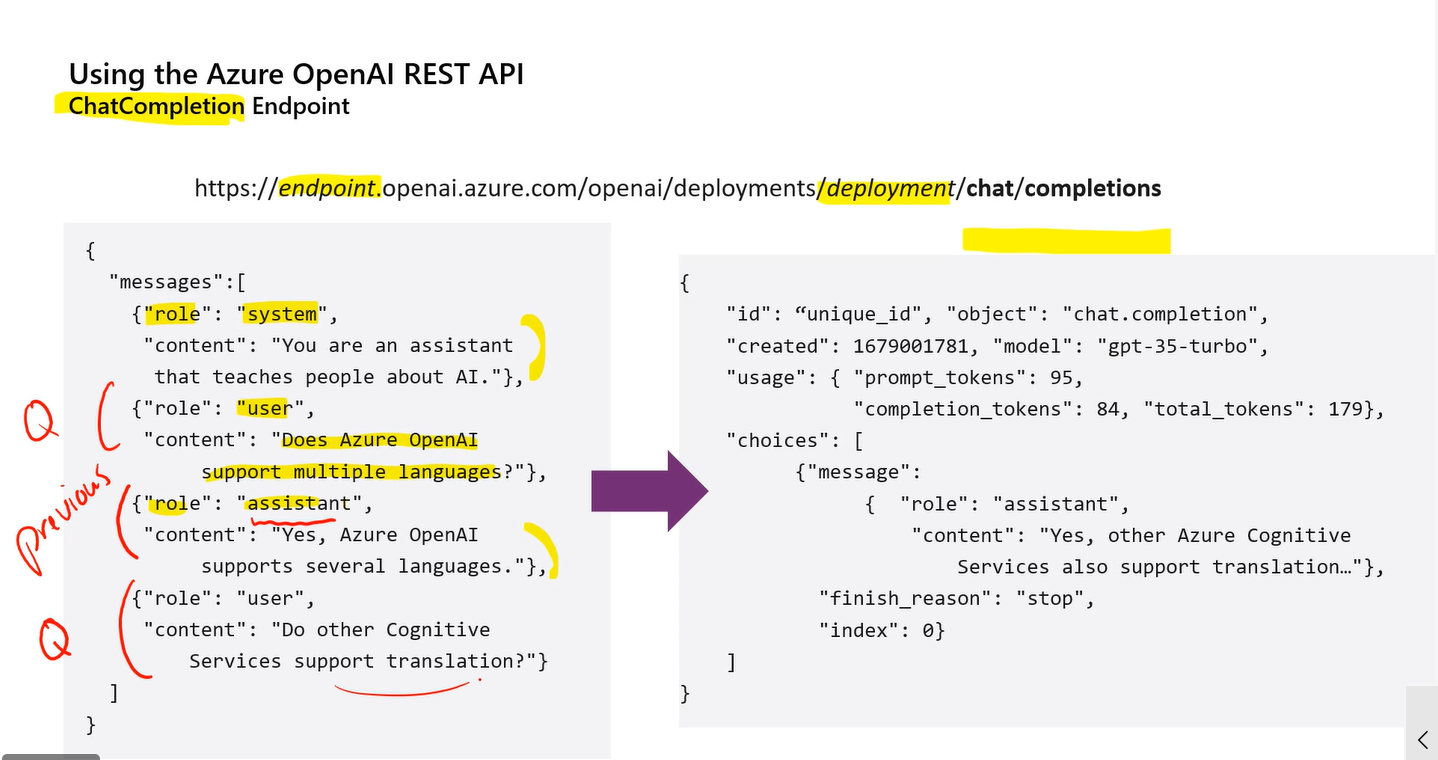 Using the Azure OpenAI REST API
ChatCompletion Endpoint
https://endpoint.openai.azure.com/openai/deployments/deployment/chat/completions
{
"messages":[
{"role": "system",
"content": "You are an assistant
that teaches people about AI."},
{"role": "user",
"content": "Does Azure OpenAI
support multiple languages?"},
{"role": "assistant",
"content": "Yes, Azure OpenAI
supports several languages."},
{"role": "user",
"content": "Do other Cognitive
Services support translation?"}
]
}
Q
Previous
Q
{
"id": “unique_id", "object": "chat.completion",
"created": 1679001781, "model": "gpt-35-turbo",
"usage": { "prompt_tokens": 95,
"completion_tokens": 84, "total_tokens": 179},
"choices": [
{"message":
{ "role": "assistant",
"content": "Yes, other Azure Cognitive
Services also support translation…"},
"finish_reason": "stop",
"index": 0}
]
}